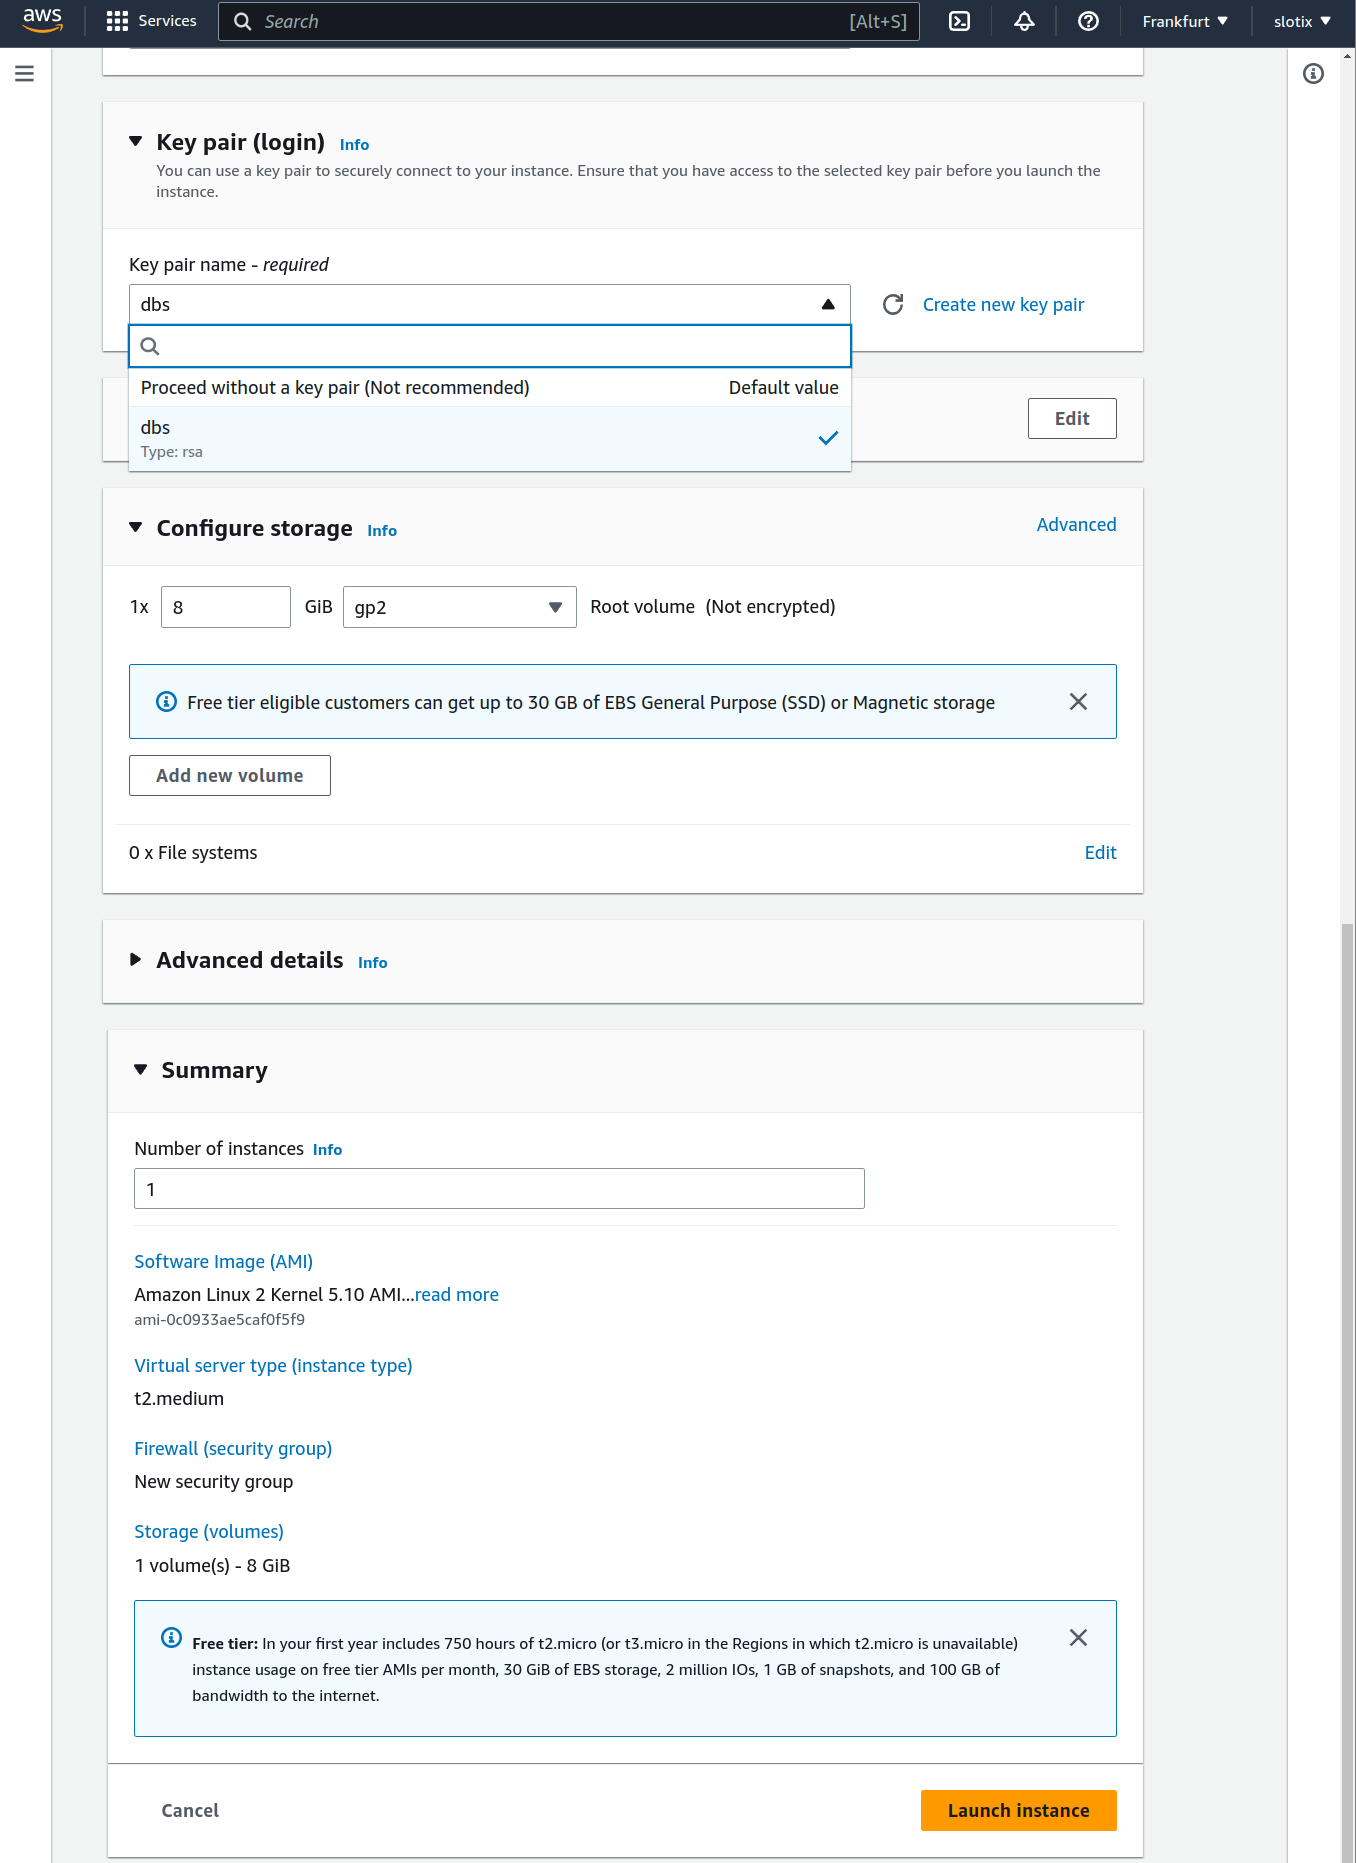 aws
Services
Search
[Alt+S]
Frankfurt
slotix
Key pair (login) Info
You can use a key pair to securely connect to your instance. Ensure that you have access to the selected key pair before you launch the
instance.
Key pair name - required
dbs
Create new key pair
Proceed without a key pair (Not recommended) Default value
dbs
Type: rsa
Edit
Configure storage Info
Advanced
1x 8 GiB gp2 Root volume (Not encrypted)
Free tier eligible customers can get up to 30 GB of EBS General Purpose (SSD) or Magnetic storage
Add new volume
0 x File systems
Edit
Advanced details Info
Summary
Number of instances Info
1
Software Image (AMI)
Amazon Linux 2 Kernel 5.10 AMI...read more
ami-0c0933ae5caf0f5f9
Virtual server type (instance type)
t2.medium
Firewall (security group)
New security group
Storage (volumes)
1 volume(s) - 8 GiB
Free tier: In your first year includes 750 hours of t2.micro (or t3.micro in the Regions in which t2.micro is unavailable)
instance usage on free tier AMIs per month, 30 GiB of EBS storage, 2 million IOs, 1 GB of snapshots, and 100 GB of
bandwidth to the internet.
Cancel
Launch instance